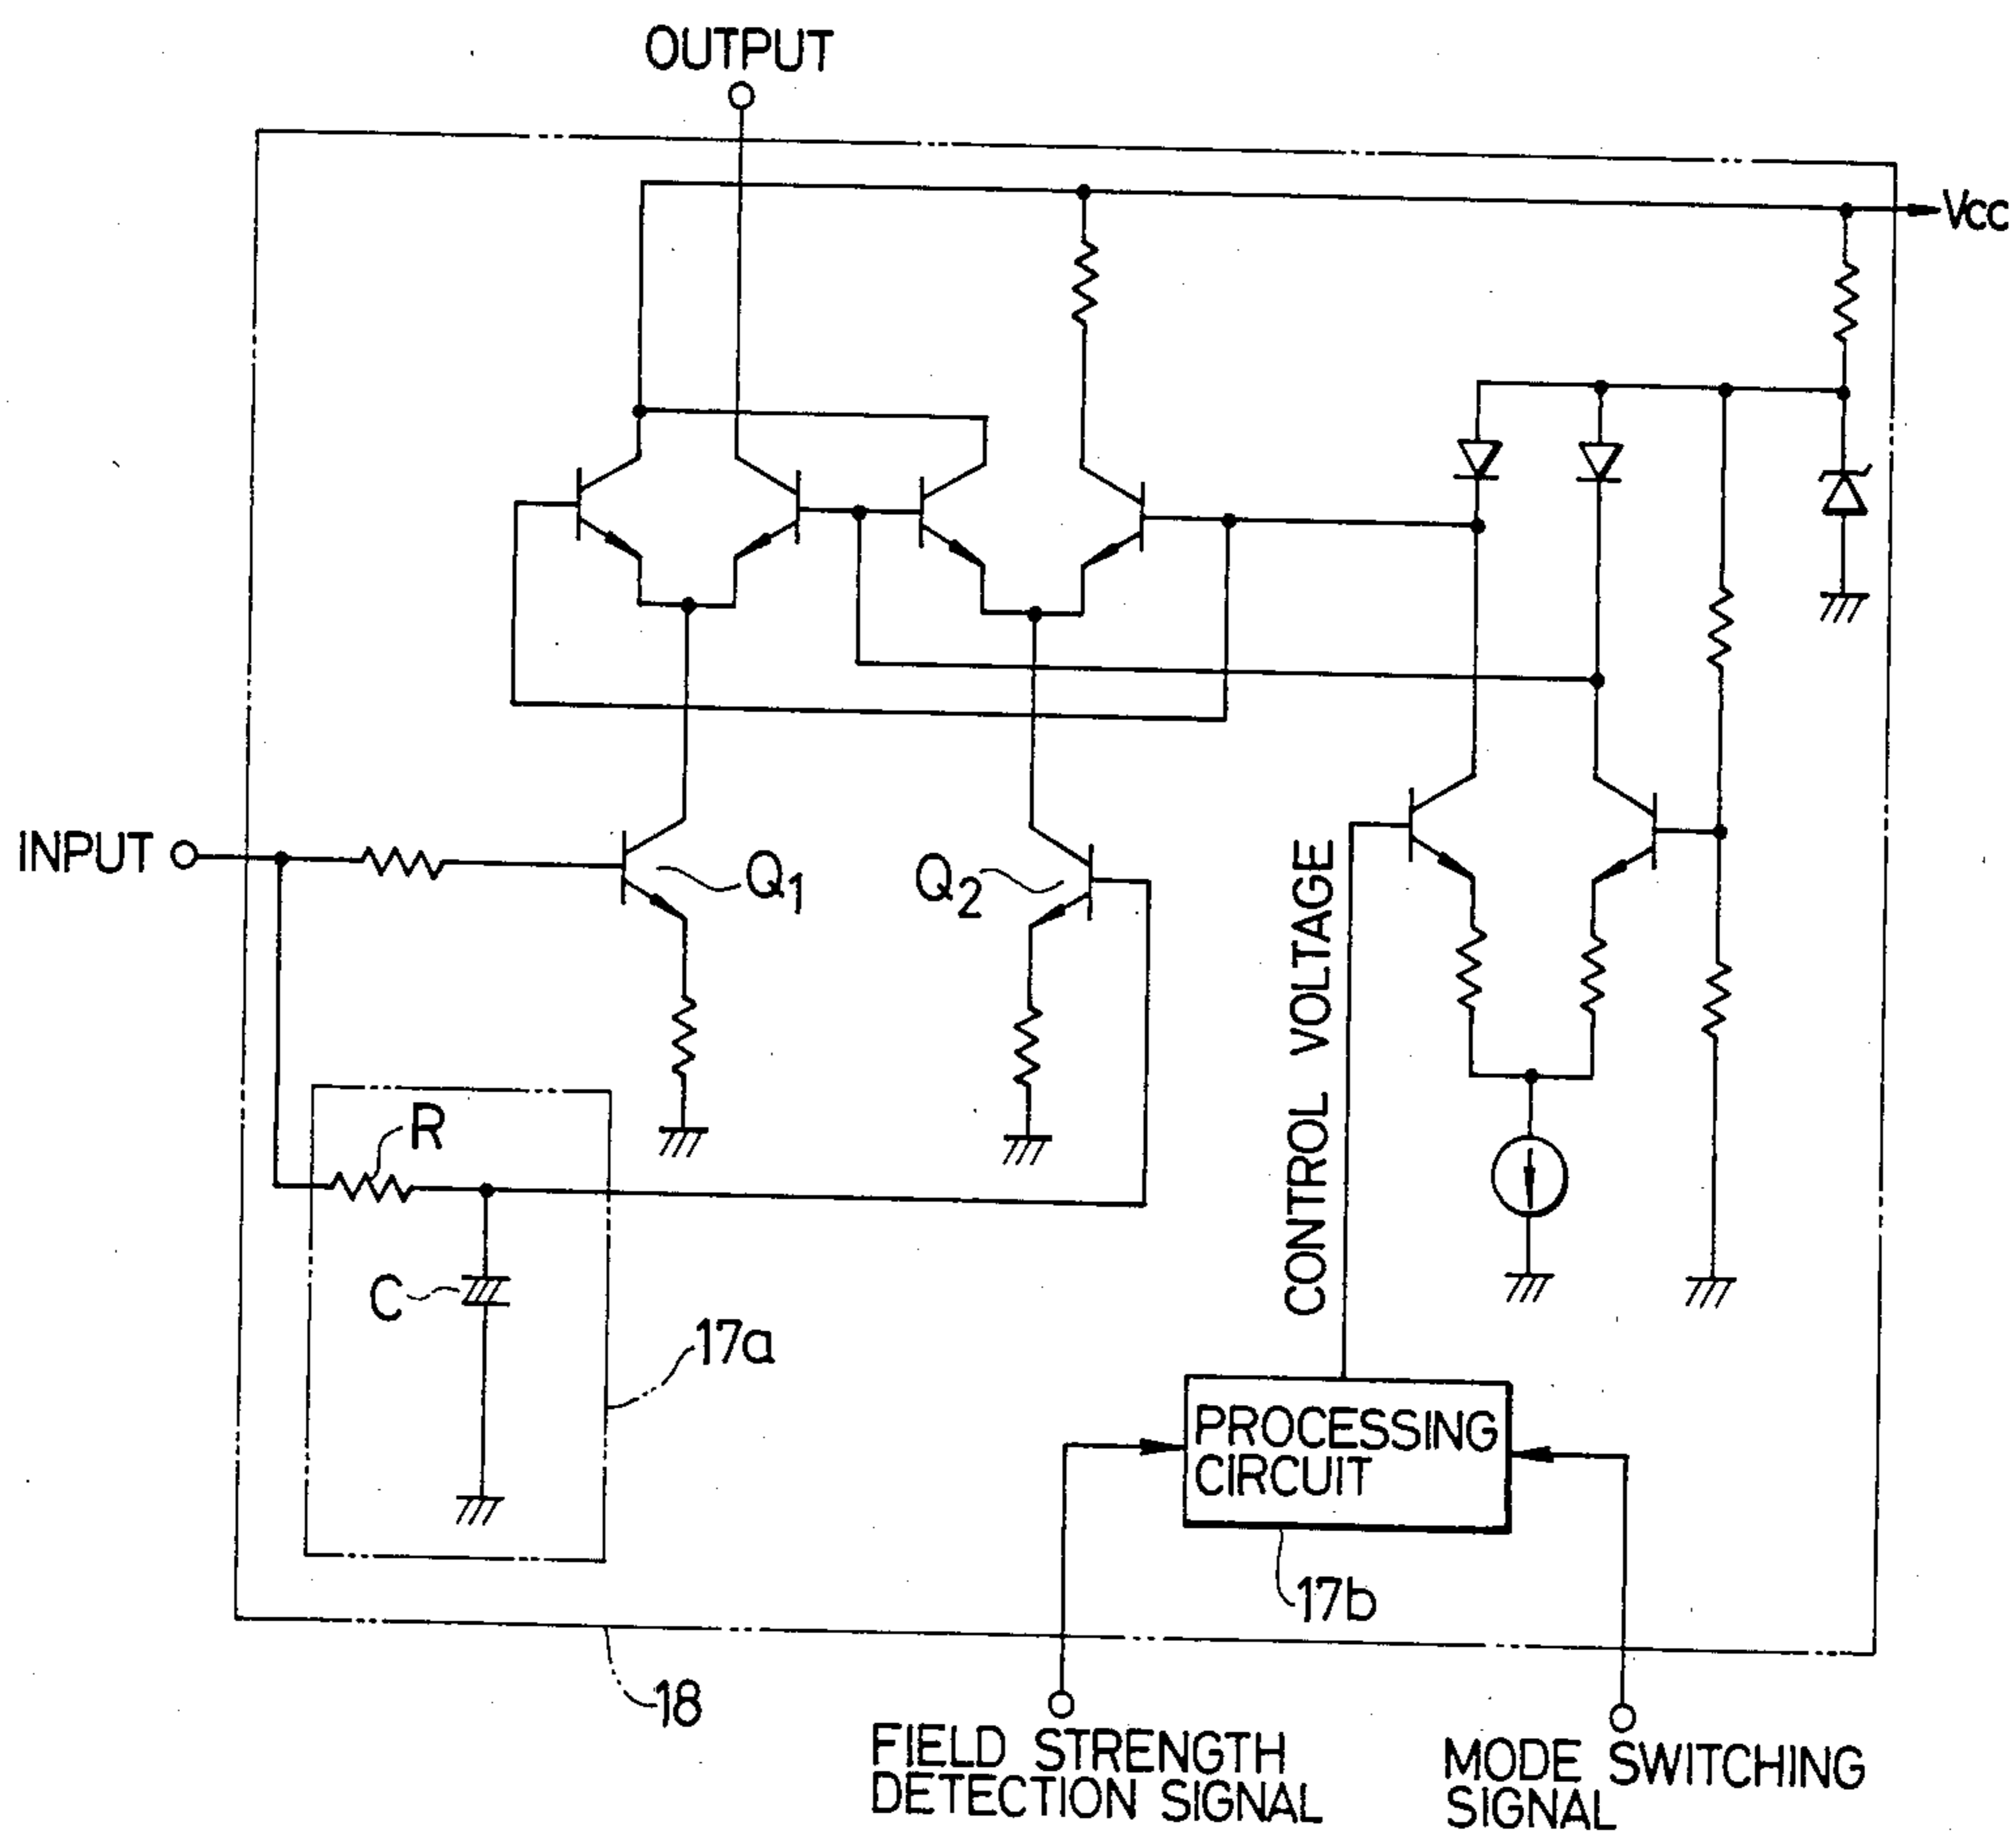 OUTPUT
Vcc
INPUT
Q1
Q2
CONTROL VOLTAGE
R
C
17a
PROCESSING
CIRCUIT
17b
18
FIELD STRENGTH
DETECTION SIGNAL
MODE SWITCHING
SIGNAL